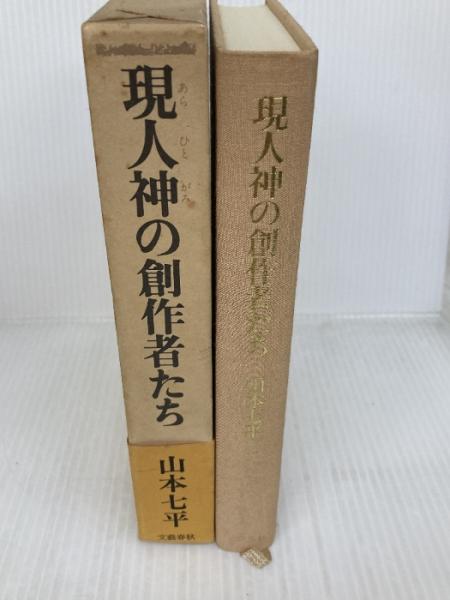 現人神の創作者たち
あら
ひと
がみ
山本七平
文藝春秋
現人神の創作者たち
山本七平